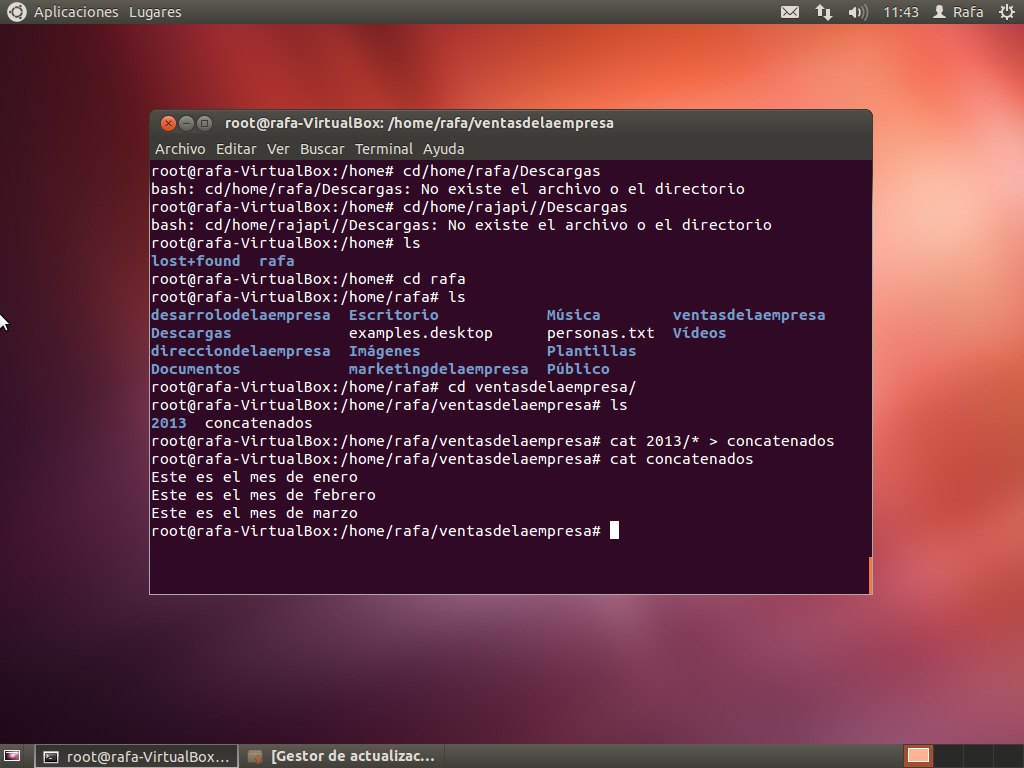 Aplicaciones Lugares 11:43 Rafa
root@rafa-VirtualBox: /home/rafa/ventasdelaempresa
Archivo Editar Ver Buscar Terminal Ayuda
root@rafa-VirtualBox:/home# cd/home/rafa/Descargas
bash: cd/home/rafa/Descargas: No existe el archivo o el directorio
root@rafa-VirtualBox:/home# cd/home/rajapi//Descargas
bash: cd/home/rajapi//Descargas: No existe el archivo o el directorio
root@rafa-VirtualBox:/home# ls
lost+found rafa
root@rafa-VirtualBox:/home# cd rafa
root@rafa-VirtualBox:/home/rafa# ls
desarrolodelaempresa Escritorio Música ventasdelaempresa
Descargas examples.desktop personas.txt Vídeos
direcciondelaempresa Imágenes Plantillas
Documentos marketingdelaempresa Público
root@rafa-VirtualBox:/home/rafa# cd ventasdelaempresa/
root@rafa-VirtualBox:/home/rafa/ventasdelaempresa# ls
2013 concatenados
root@rafa-VirtualBox:/home/rafa/ventasdelaempresa# cat 2013/* > concatenados
root@rafa-VirtualBox:/home/rafa/ventasdelaempresa# cat concatenados
Este es el mes de enero
Este es el mes de febrero
Este es el mes de marzo
root@rafa-VirtualBox:/home/rafa/ventasdelaempresa#
root@rafa-VirtualBox... [Gestor de actualizac...